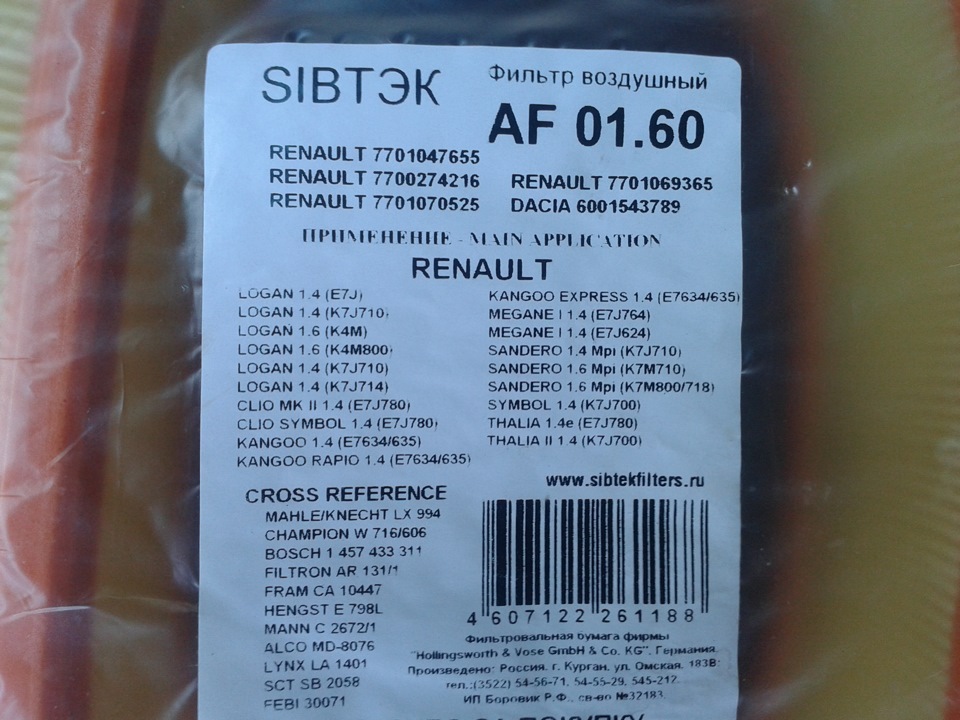 SIBТЭК
Фильтр воздушный
AF 01.60
RENAULT 7701047655
RENAULT 7700274216
RENAULT 7701070525
RENAULT 7701069365
DACIA 6001543789
ПРИМЕНЕНИЕ - MAIN APPLICATION
RENAULT
LOGAN 1.4 (E7J)
LOGAN 1.4 (K7J710)
LOGAN 1.6 (K4M)
LOGAN 1.6 (K4M800)
LOGAN 1.4 (K7J710)
LOGAN 1.4 (K7J714)
CLIO MK II 1.4 (E7J780)
CLIO SYMBOL 1.4 (E7J780)
KANGOO 1.4 (E7634/635)
KANGOO RAPIO 1.4 (E7634/635)
KANGOO EXPRESS 1.4 (E7634/635)
MEGANE I 1.4 (E7J764)
MEGANE I 1.4 (E7J624)
SANDERO 1.4 Mpi (K7J710)
SANDERO 1.6 Mpi (K7M710)
SANDERO 1.6 Mpi (K7M800/718)
SYMBOL 1.4 (K7J700)
THALIA 1.4e (E7J780)
THALIA II 1.4 (K7J700)
www.sibtekfilters.ru
CROSS REFERENCE
MAHLE/KNECHT LX 994
CHAMPION W 716/606
BOSCH 1 457 433 311
FILTRON AR 131/1
FRAM CA 10447
HENGST E 798L
MANN C 2672/1
ALCO MD-8076
LYNX LA 1401
SCT SB 2058
FEBI 30071
4 607122 261188
Фильтровальная бумага фирмы
"Hollingsworth & Vose GmbH & Co. KG". Германия.
Произведено: Россия. г. Курган. ул. Омская. 183В;
тел.:(3522) 54-56-71, 54-55-29, 545-217.
ИП Боровик Р.Ф., св-во №32183.